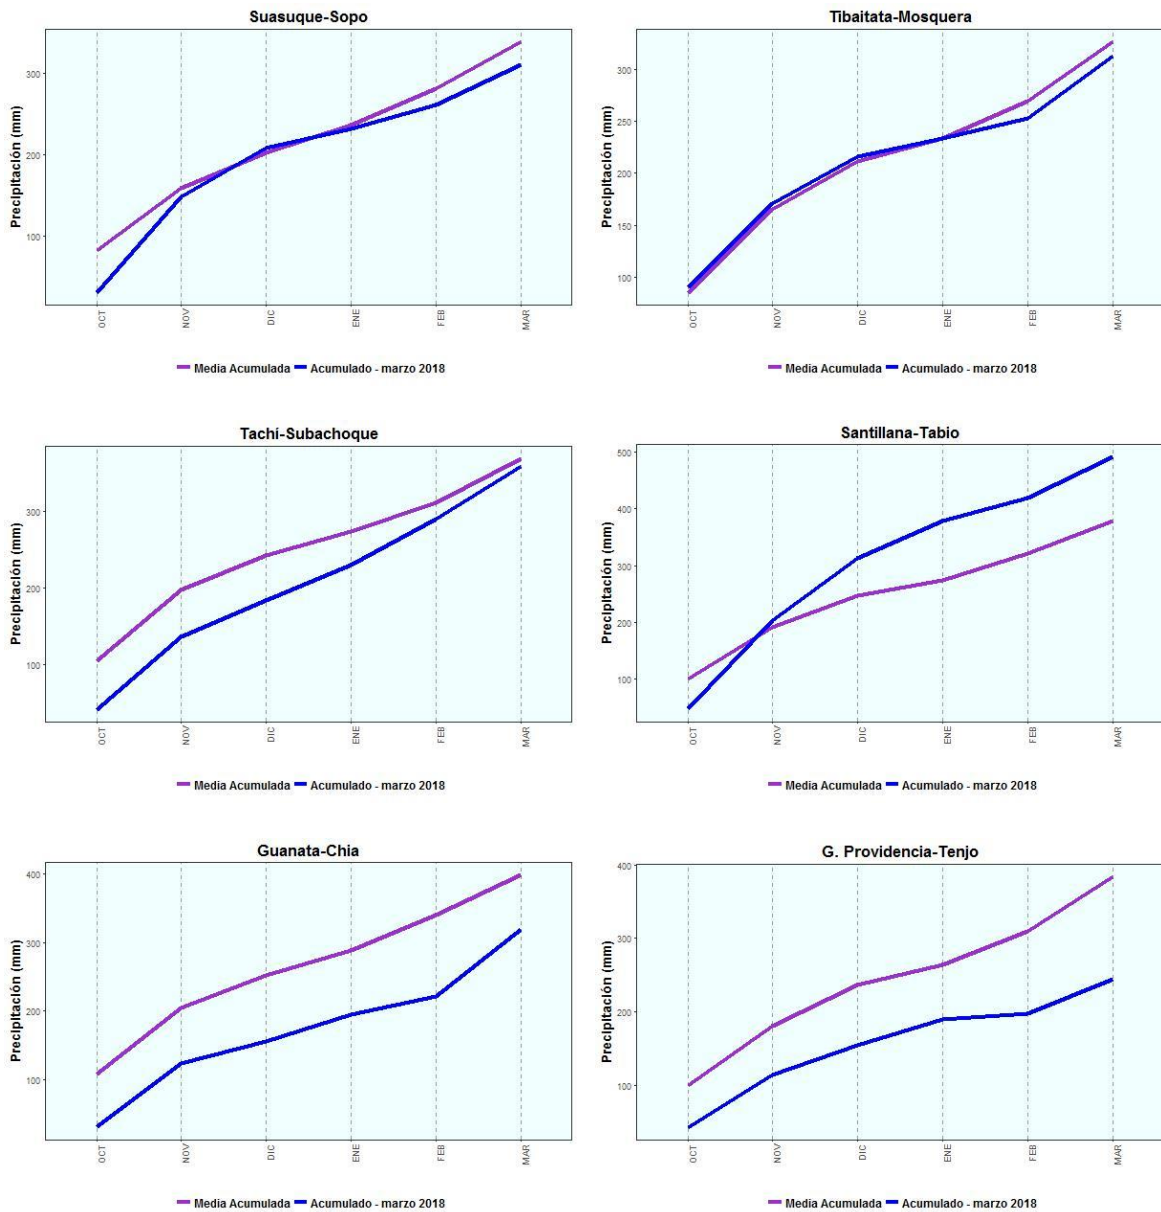 Suasuque-Sopo
Precipitación (mm)
300
200
100
OCT NOV DIC ENE FEB MAR
Media Acumulada Acumulado - marzo 2018
Tibaitata-Mosquera
Precipitación (mm)
300
250
200
150
100
OCT NOV DIC ENE FEB MAR
Media Acumulada Acumulado - marzo 2018
Tachi-Subachoque
Precipitación (mm)
300
200
100
OCT NOV DIC ENE FEB MAR
Media Acumulada Acumulado - marzo 2018
Santillana-Tabio
Precipitación (mm)
500
400
300
200
100
OCT NOV DIC ENE FEB MAR
Media Acumulada Acumulado - marzo 2018
Guanata-Chia
Precipitación (mm)
400
300
200
100
OCT NOV DIC ENE FEB MAR
Media Acumulada Acumulado - marzo 2018
G. Providencia-Tenjo
Precipitación (mm)
400
300
200
100
OCT NOV DIC ENE FEB MAR
Media Acumulada Acumulado - marzo 2018